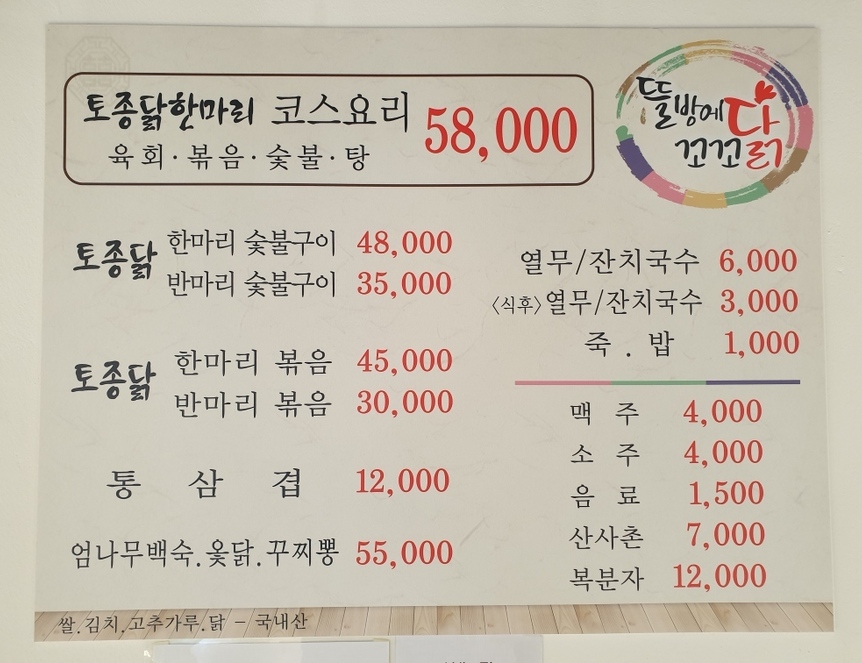 토종닭한마리 코스요리 58,000
육회·볶음·숯불·탕
뜰방에
꼬꼬닭
토종닭
한마리 숯불구이 48,000
반마리 숯불구이 35,000
토종닭
한마리 볶음 45,000
반마리 볶음 30,000
통 삼 겹 12,000
엄나무백숙.옻닭.꾸찌뽕 55,000
열무/잔치국수 6,000
<식후>열무/잔치국수 3,000
죽 . 밥 1,000
맥 주 4,000
소 주 4,000
음 료 1,500
산사촌 7,000
복분자 12,000
쌀.김치.고추가루.닭 - 국내산